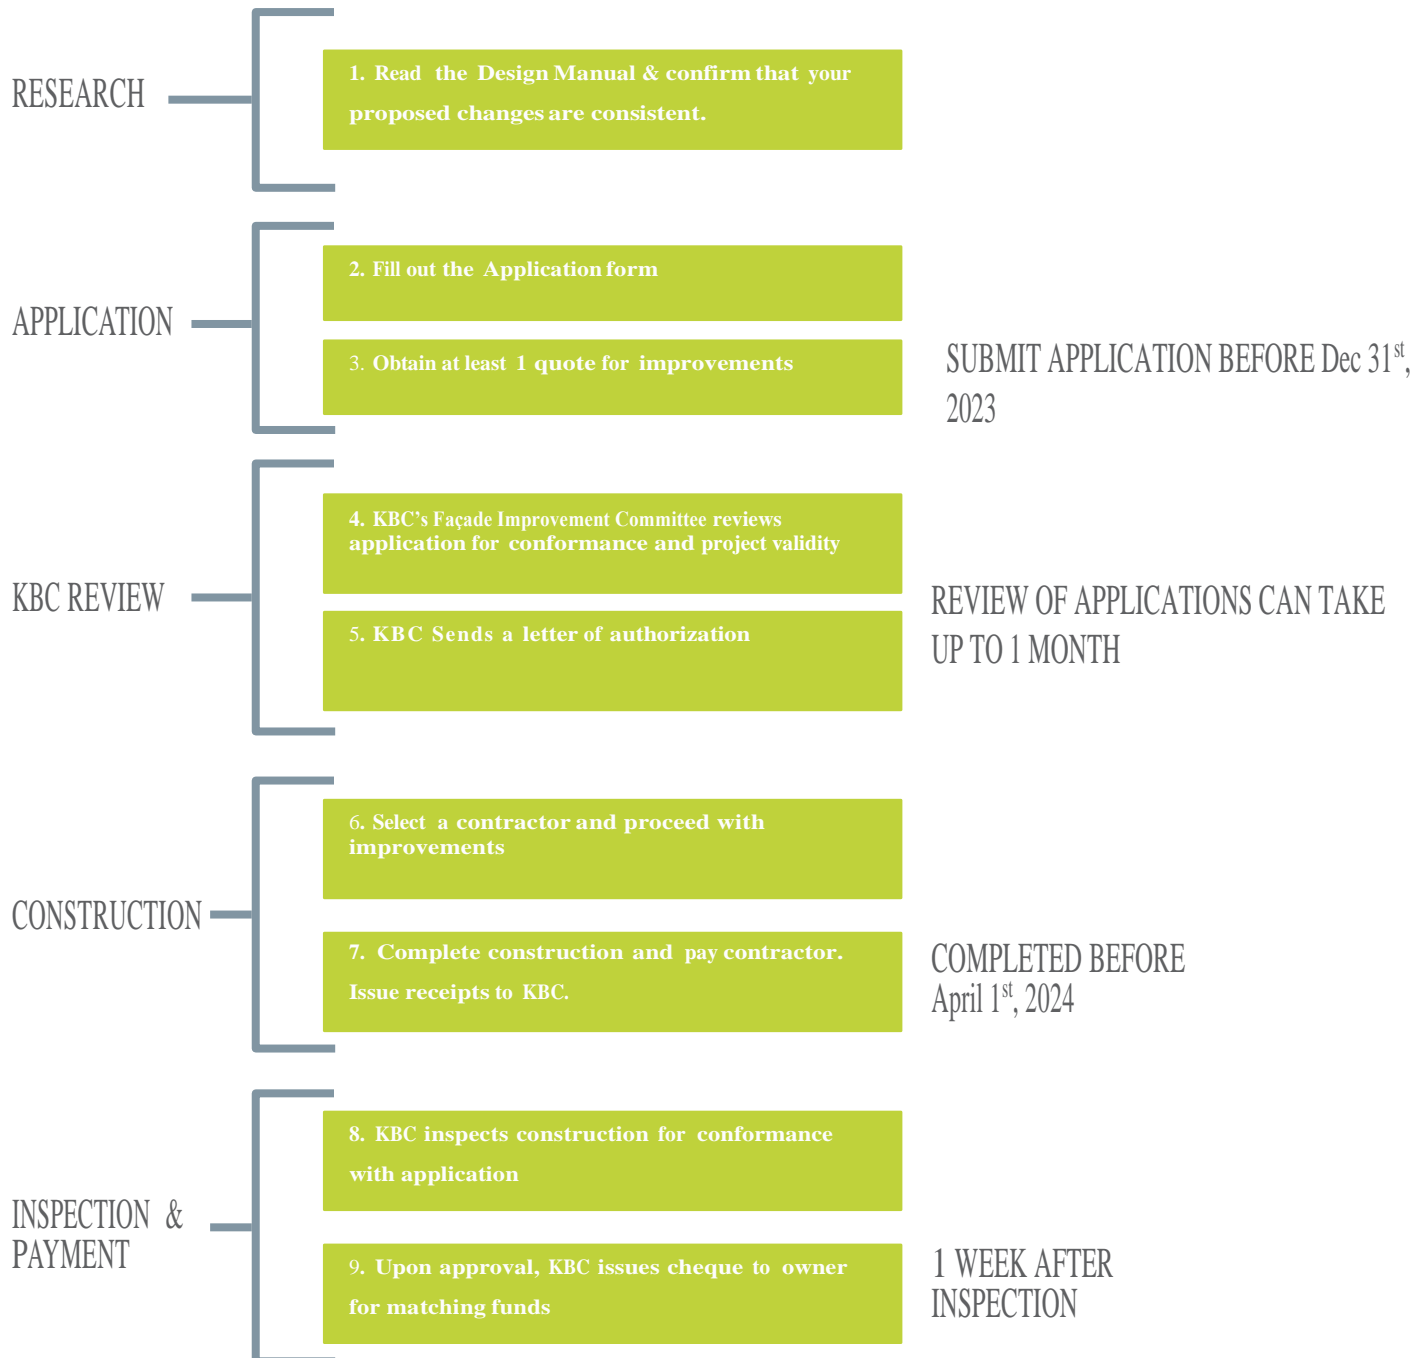 RESEARCH
1. Read the Design Manual & confirm that your
proposed changes are consistent.
APPLICATION
2. Fill out the Application form
3. Obtain at least 1 quote for improvements
SUBMIT APPLICATION BEFORE Dec 31st,
2023
KBC REVIEW
4. KBC's Façade Improvement Committee reviews
application for conformance and project validity
5. KBC Sends a letter of authorization
REVIEW OF APPLICATIONS CAN TAKE
UP TO 1 MONTH
CONSTRUCTION
6. Select a contractor and proceed with
improvements
7. Complete construction and pay contractor.
Issue receipts to KBC.
COMPLETED BEFORE
April 1st, 2024
INSPECTION &
PAYMENT
8. KBC inspects construction for conformance
with application
9. Upon approval, KBC issues cheque to owner
for matching funds
1 WEEK AFTER
INSPECTION